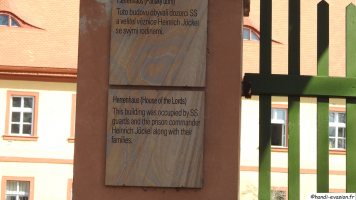 Tuto budovu obývali dozorci SS
a velitel věznice Heinrich Jöckel
se svými rodinami.
Herrenhaus (House of the Lords)
This building was occupied by SS
guards and the prison commander
Heinrich Jöckel along with their
families.
©handi-evasion.fr